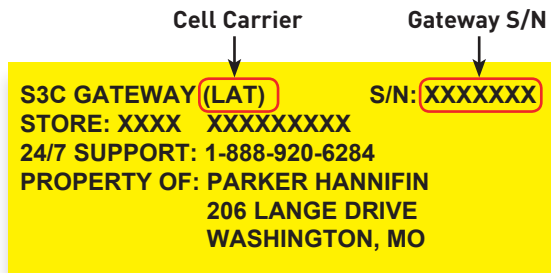 Cell Carrier Gateway S/N
S3C GATEWAY (LAT) S/N: XXXXXXX
STORE: XXXX XXXXXXXXX
24/7 SUPPORT: 1-888-920-6284
PROPERTY OF: PARKER HANNIFIN
206 LANGE DRIVE
WASHINGTON, MO